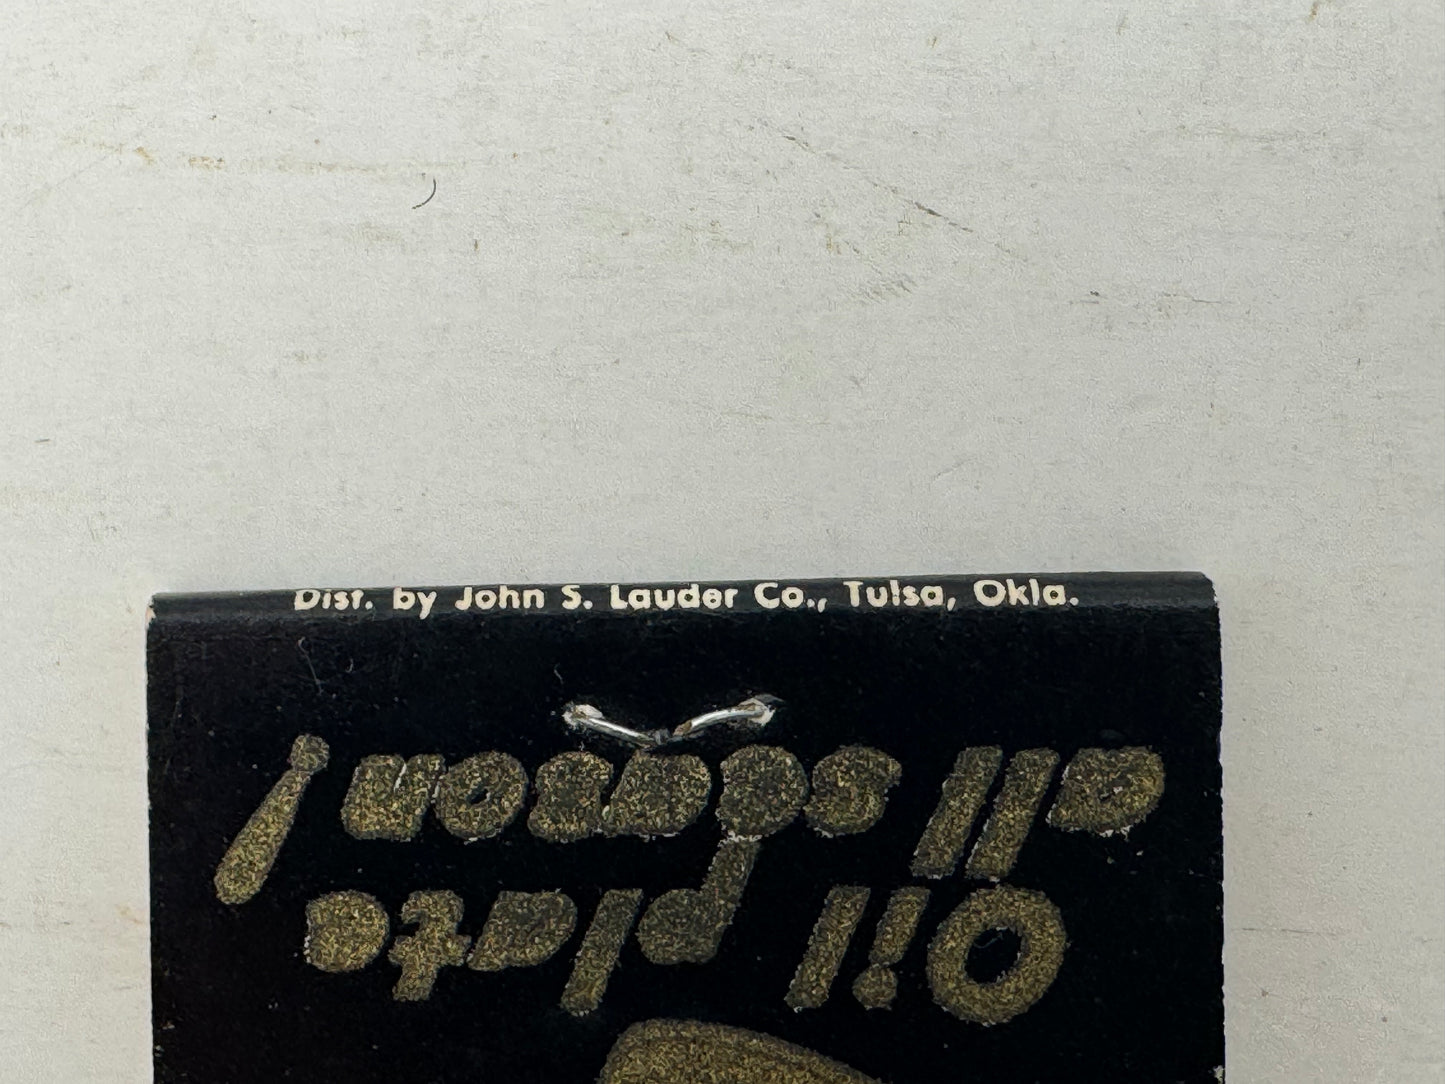 Dist. by John S. Lauder Co., Tulsa, Okla.
Oil plate
all season!